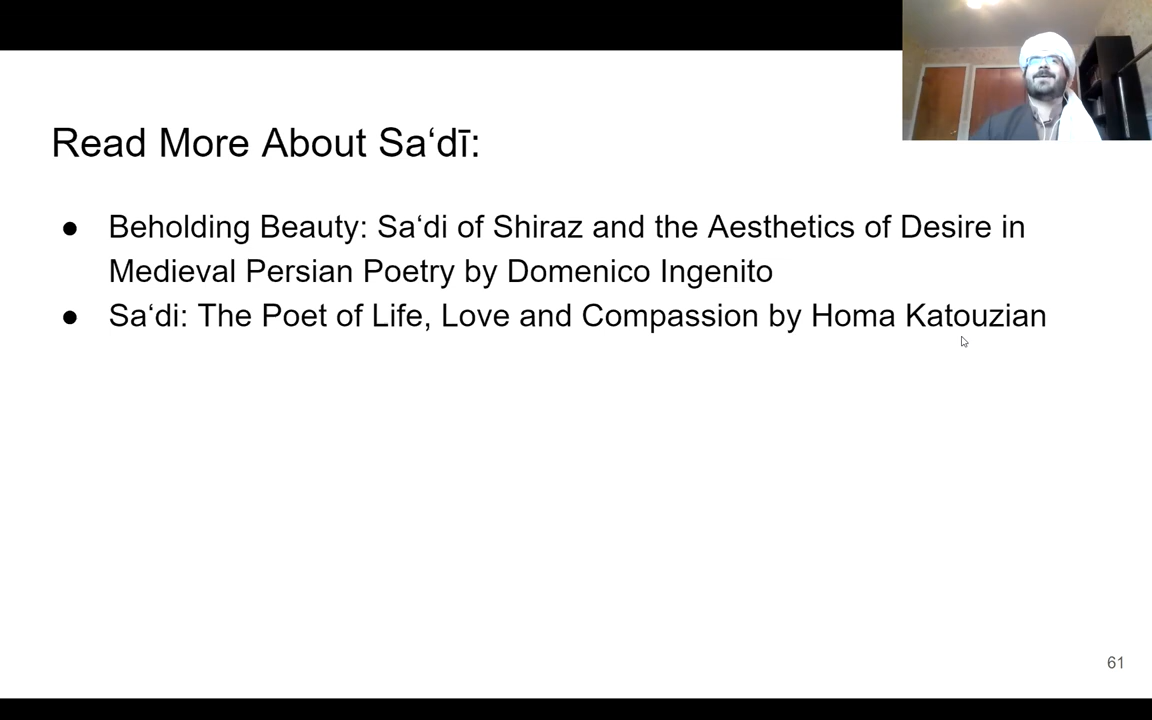 Read More About Sa‘dī:
● Beholding Beauty: Sa‘di of Shiraz and the Aesthetics of Desire in
Medieval Persian Poetry by Domenico Ingenito
● Sa‘di: The Poet of Life, Love and Compassion by Homa Katouzian
61